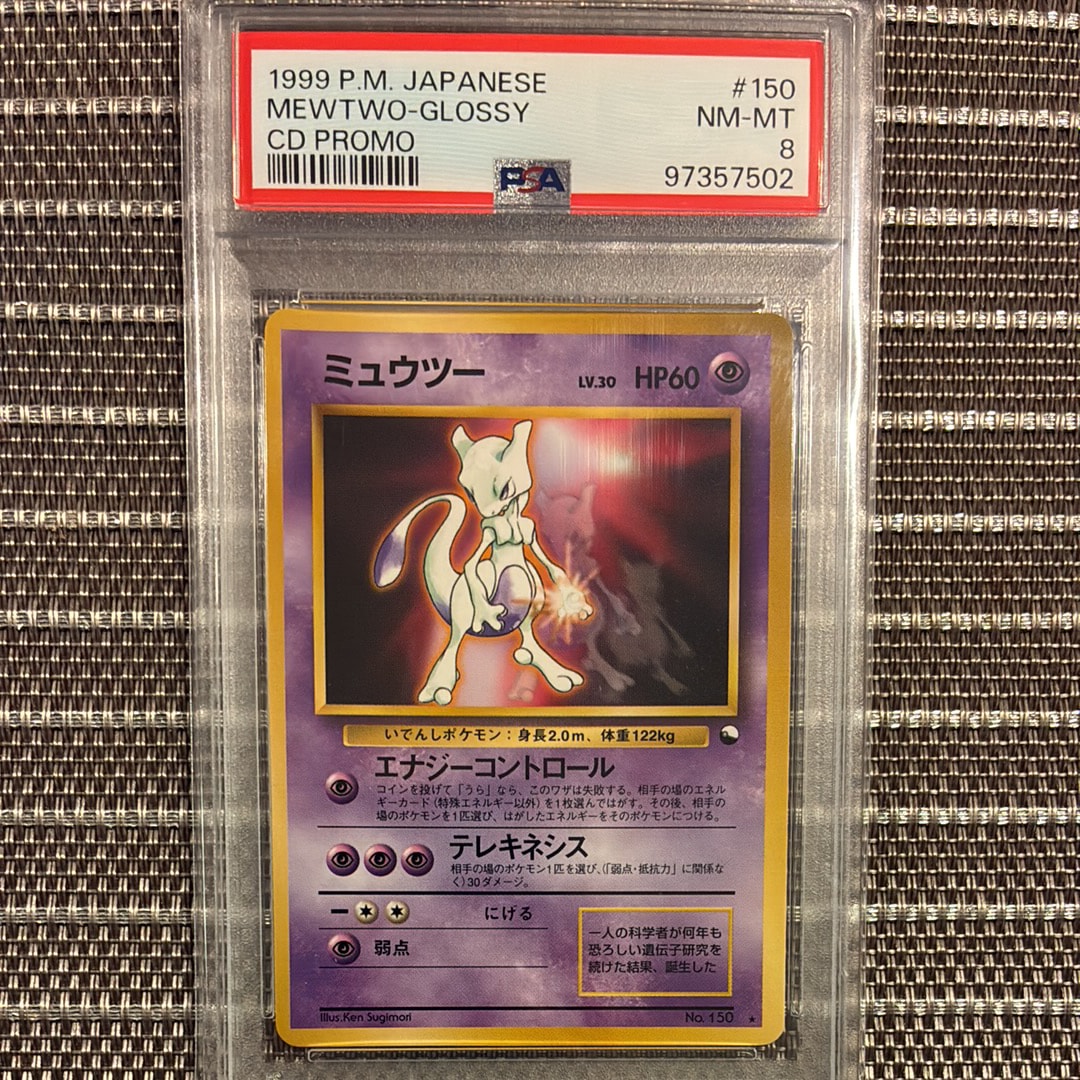 1999 P.M. JAPANESE #150
MEWTWO-GLOSSY NM-MT
CD PROMO 8
PSA 97357502
ミュウツー LV.30 HP60
いでんしポケモン：身長2.0m、体重122kg
エナジーコントロール
コインを投げて「うら」なら、このワザは失敗する。相手の場のエネル
ギーカード（特殊エネルギー以外）を1枚選んではがす。その後、相手の
場のポケモンを1匹選び、はがしたエネルギーをそのポケモンにつける。
テレキネシス
相手の場のポケモン1匹を選び、（「弱点・抵抗力」に関係な
く）30ダメージ。
にげる
弱点
一人の科学者が何年も
恐ろしい遺伝子研究を
続けた結果、誕生した
Illus.Ken Sugimori No. 150 ★